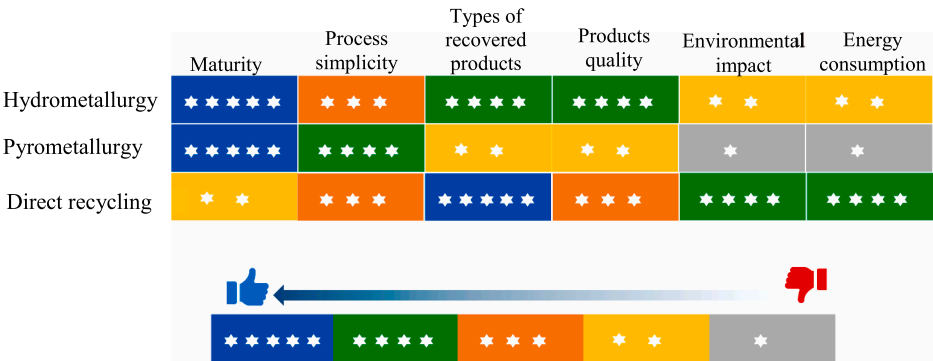 Maturity
Process
simplicity
Types of
recovered
products
Products
quality
Environmental
impact
Energy
consumption
Hydrometallurgy
Pyrometallurgy
Direct recycling